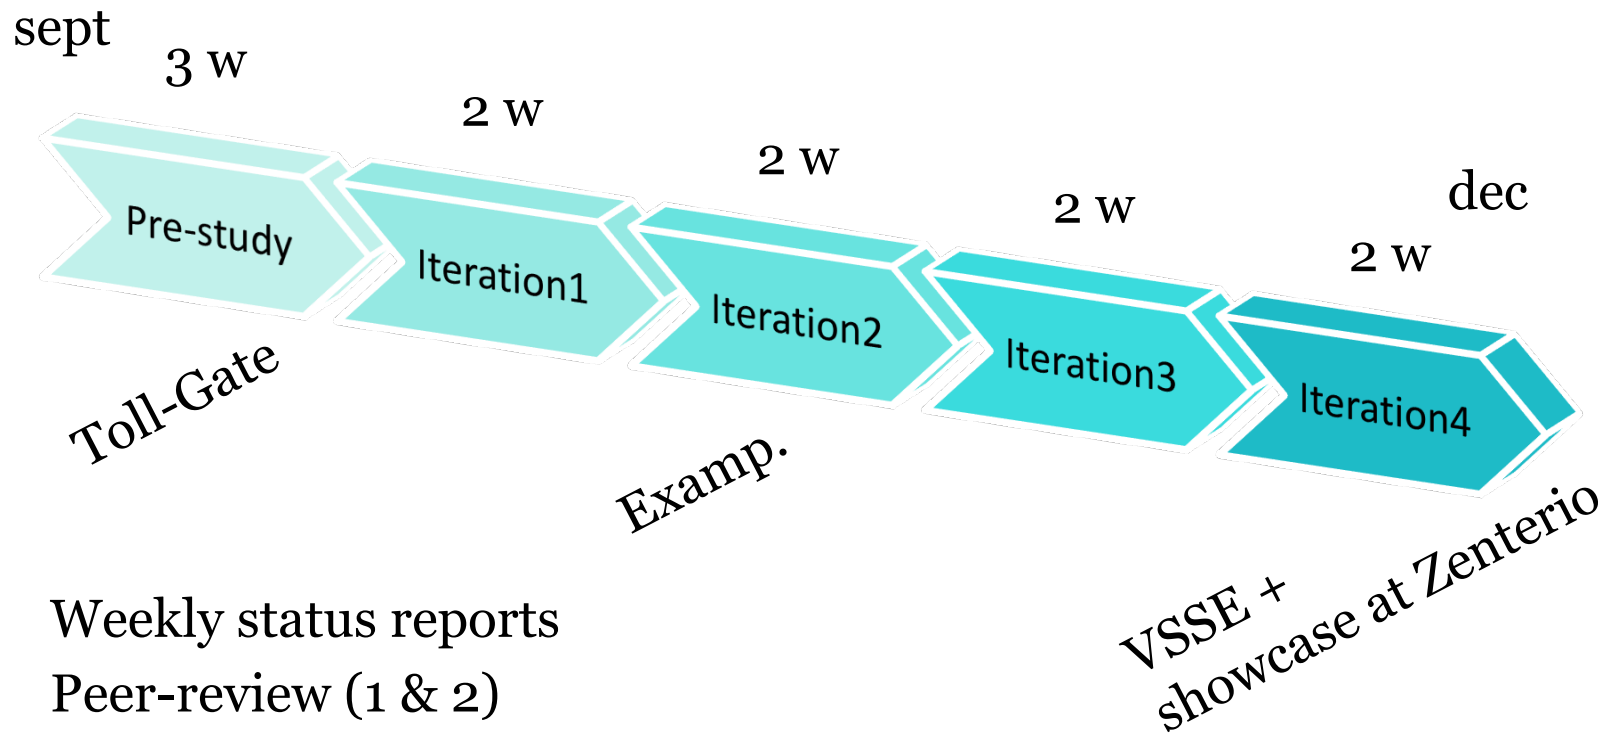 sept
3 w
2 w
2 w
2 w
dec
2 w
Pre-study
Iteration1
Iteration2
Iteration3
Iteration4
Toll-Gate
Examp.
VSSE +
showcase at Zenterio
Weekly status reports
Peer-review (1 & 2)